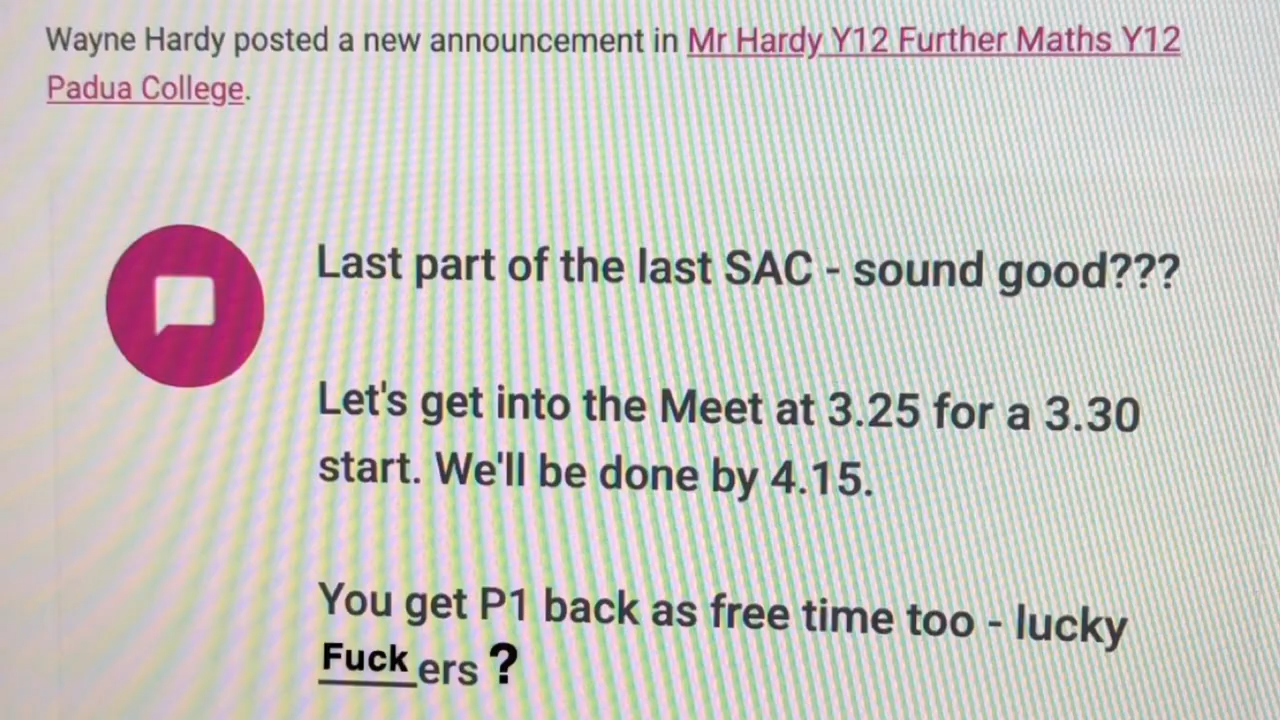 Wayne Hardy posted a new announcement in Mr Hardy Y12 Further Maths Y12
Padua College.
Last part of the last SAC - sound good???
Let's get into the Meet at 3.25 for a 3.30
start. We'll be done by 4.15.
You get P1 back as free time too - lucky
Fuckers ?